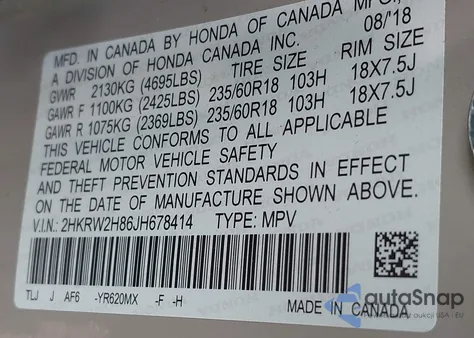 MFD. IN CANADA BY HONDA OF CANADA MFG.,
A DIVISION OF HONDA CANADA INC. 08/'18
GVWR 2130KG (4695LBS) TIRE SIZE RIM SIZE
GAWR F 1100KG (2425LBS) 235/60R18 103H 18X7.5J
GAWR R 1075KG (2369LBS) 235/60R18 103H 18X7.5J
THIS VEHICLE CONFORMS TO ALL APPLICABLE
FEDERAL MOTOR VEHICLE SAFETY
AND THEFT PREVENTION STANDARDS IN EFFECT
ON THE DATE OF MANUFACTURE SHOWN ABOVE.
V.I.N.: 2HKRW2H86JH678414 TYPE: MPV
TLJ J AF6 -YR620MX -F -H
MADE IN CANADA
autoSnap
aukcji USA - EU